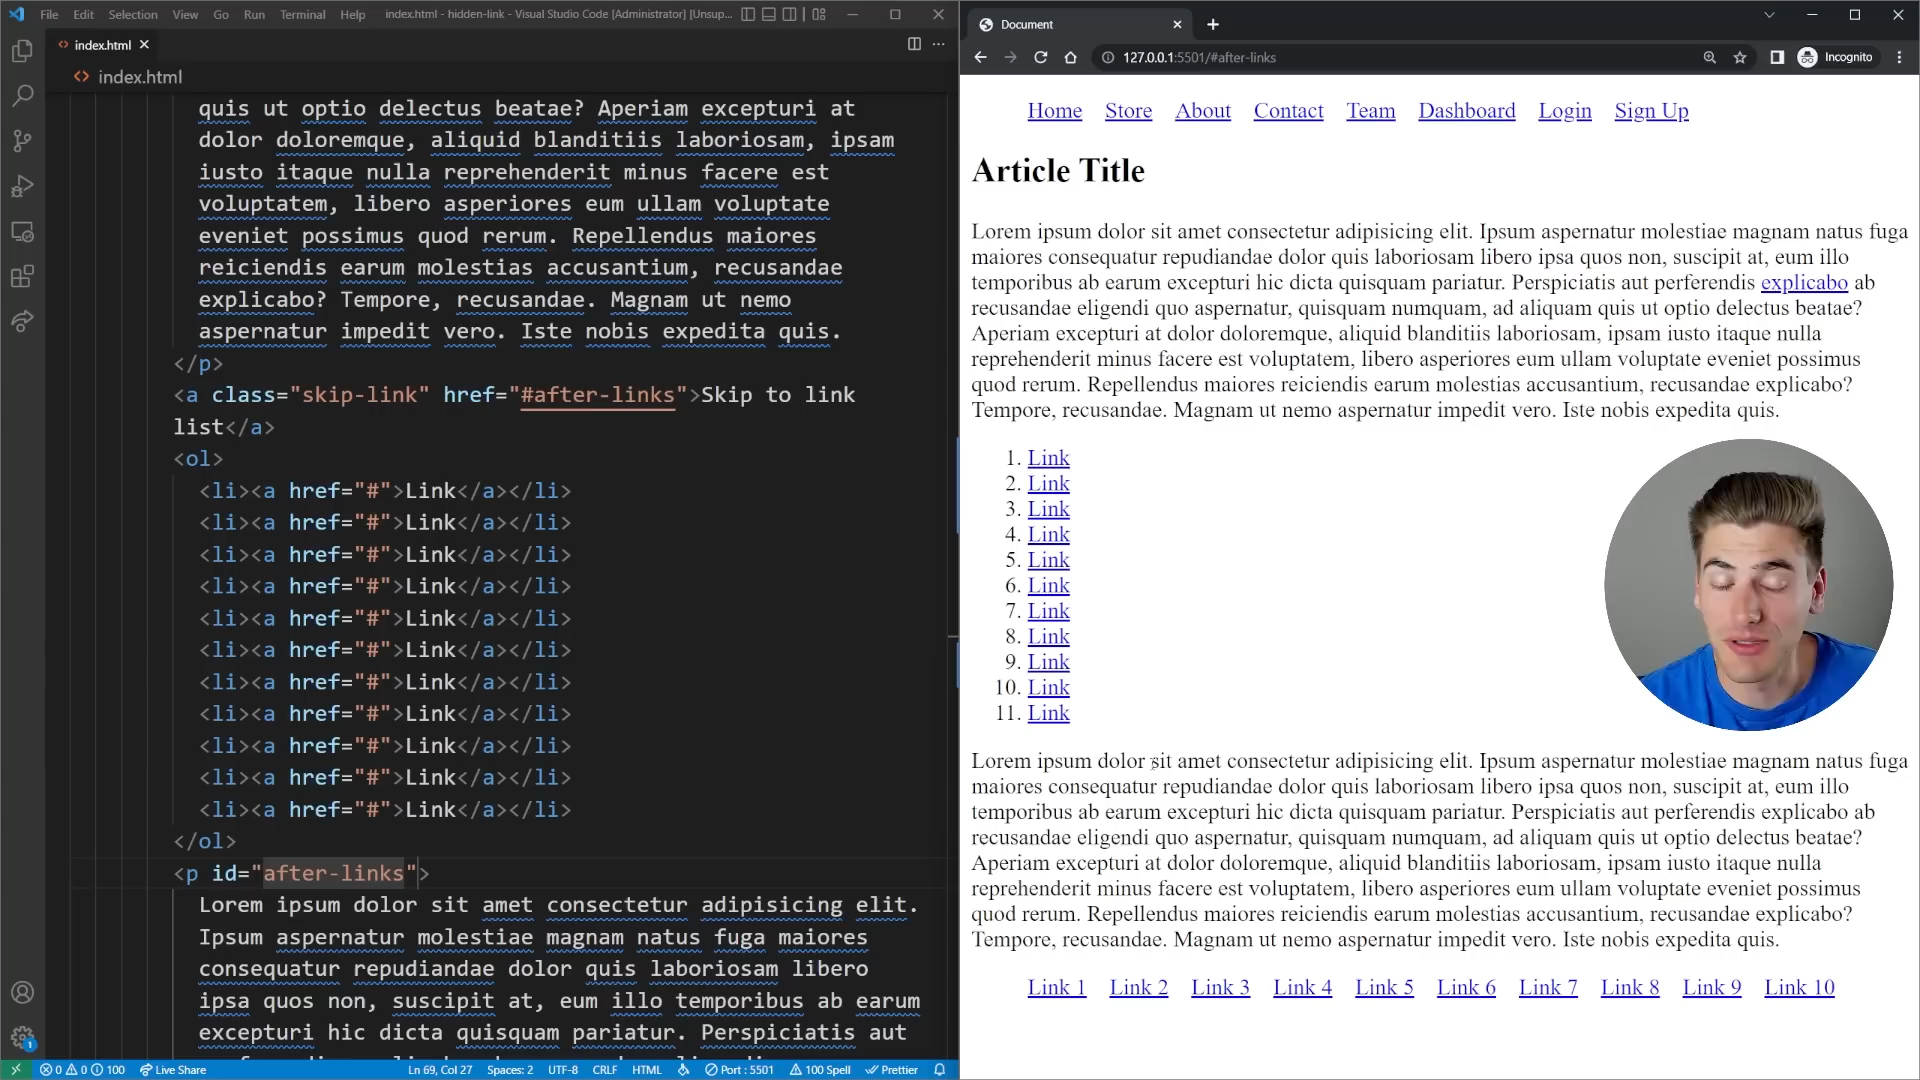 File Edit Selection View Go Run Terminal Help index.html - hidden-link - Visual Studio Code [Administrator] [Unsup...
index.html
index.html
quis ut optio delectus beatae? Aperiam excepturi at
dolor doloremque, aliquid blanditiis laboriosam, ipsam
iusto itaque nulla reprehenderit minus facere est
voluptatem, libero asperiores eum ullam voluptate
eveniet possimus quod rerum. Repellendus maiores
reiciendis earum molestias accusantium, recusandae
explicabo? Tempore, recusandae. Magnam ut nemo
aspernatur impedit vero. Iste nobis expedita quis.
</p>
<a class="skip-link" href="#after-links">Skip to link
list</a>
<ol>
<li><a href="#">Link</a></li>
<li><a href="#">Link</a></li>
<li><a href="#">Link</a></li>
<li><a href="#">Link</a></li>
<li><a href="#">Link</a></li>
<li><a href="#">Link</a></li>
<li><a href="#">Link</a></li>
<li><a href="#">Link</a></li>
<li><a href="#">Link</a></li>
<li><a href="#">Link</a></li>
<li><a href="#">Link</a></li>
</ol>
<p id="after-links">
Lorem ipsum dolor sit amet consectetur adipisicing elit.
Ipsum aspernatur molestiae magnam natus fuga maiores
consequatur repudiandae dolor quis laboriosam libero
ipsa quos non, suscipit at, eum illo temporibus ab earum
excepturi hic dicta quisquam pariatur. Perspiciatis aut
1
0 0 100 Live Share Ln 69, Col 27 Spaces: 2 UTF-8 CRLF HTML Port : 5501 100 Spell Prettier
Document
127.0.0.1:5501/#after-links Incognito
Home Store About Contact Team Dashboard Login Sign Up
Article Title
Lorem ipsum dolor sit amet consectetur adipisicing elit. Ipsum aspernatur molestiae magnam natus fuga
maiores consequatur repudiandae dolor quis laboriosam libero ipsa quos non, suscipit at, eum illo
temporibus ab earum excepturi hic dicta quisquam pariatur. Perspiciatis aut perferendis explicabo ab
recusandae eligendi quo aspernatur, quisquam numquam, ad aliquam quis ut optio delectus beatae?
Aperiam excepturi at dolor doloremque, aliquid blanditiis laboriosam, ipsam iusto itaque nulla
reprehenderit minus facere est voluptatem, libero asperiores eum ullam voluptate eveniet possimus
quod rerum. Repellendus maiores reiciendis earum molestias accusantium, recusandae explicabo?
Tempore, recusandae. Magnam ut nemo aspernatur impedit vero. Iste nobis expedita quis.
1. Link
2. Link
3. Link
4. Link
5. Link
6. Link
7. Link
8. Link
9. Link
10. Link
11. Link
Lorem ipsum dolor sit amet consectetur adipisicing elit. Ipsum aspernatur molestiae magnam natus fuga
maiores consequatur repudiandae dolor quis laboriosam libero ipsa quos non, suscipit at, eum illo
temporibus ab earum excepturi hic dicta quisquam pariatur. Perspiciatis aut perferendis explicabo ab
recusandae eligendi quo aspernatur, quisquam numquam, ad aliquam quis ut optio delectus beatae?
Aperiam excepturi at dolor doloremque, aliquid blanditiis laboriosam, ipsam iusto itaque nulla
reprehenderit minus facere est voluptatem, libero asperiores eum ullam voluptate eveniet possimus
quod rerum. Repellendus maiores reiciendis earum molestias accusantium, recusandae explicabo?
Tempore, recusandae. Magnam ut nemo aspernatur impedit vero. Iste nobis expedita quis.
Link 1 Link 2 Link 3 Link 4 Link 5 Link 6 Link 7 Link 8 Link 9 Link 10